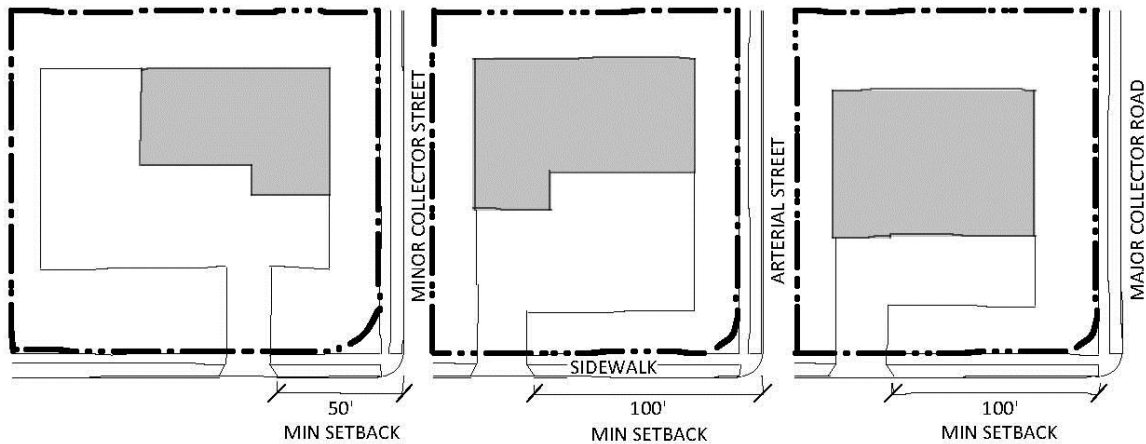 MINOR COLLECTOR STREET
ARTERIAL STREET
MAJOR COLLECTOR ROAD
SIDEWALK
50'
MIN SETBACK
100'
MIN SETBACK
100'
MIN SETBACK